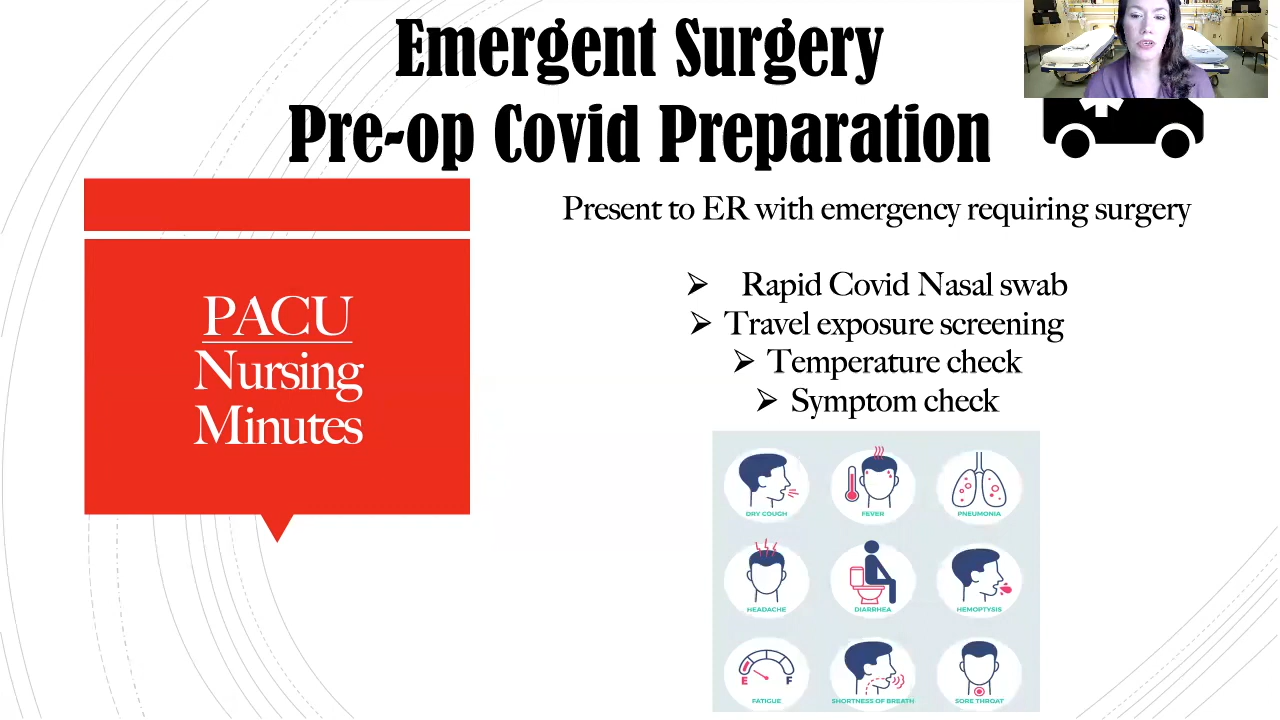 Emergent Surgery
Pre-op Covid Preparation
PACU
Nursing
Minutes
Present to ER with emergency requiring surgery
Rapid Covid Nasal swab
Travel exposure screening
Temperature check
Symptom check
DRY COUGH
FEVER
PNEUMONIA
HEADACHE
DIARRHEA
HEMOPTYSIS
E F
FATIGUE
SHORTNESS OF BREATH
SORE THROAT